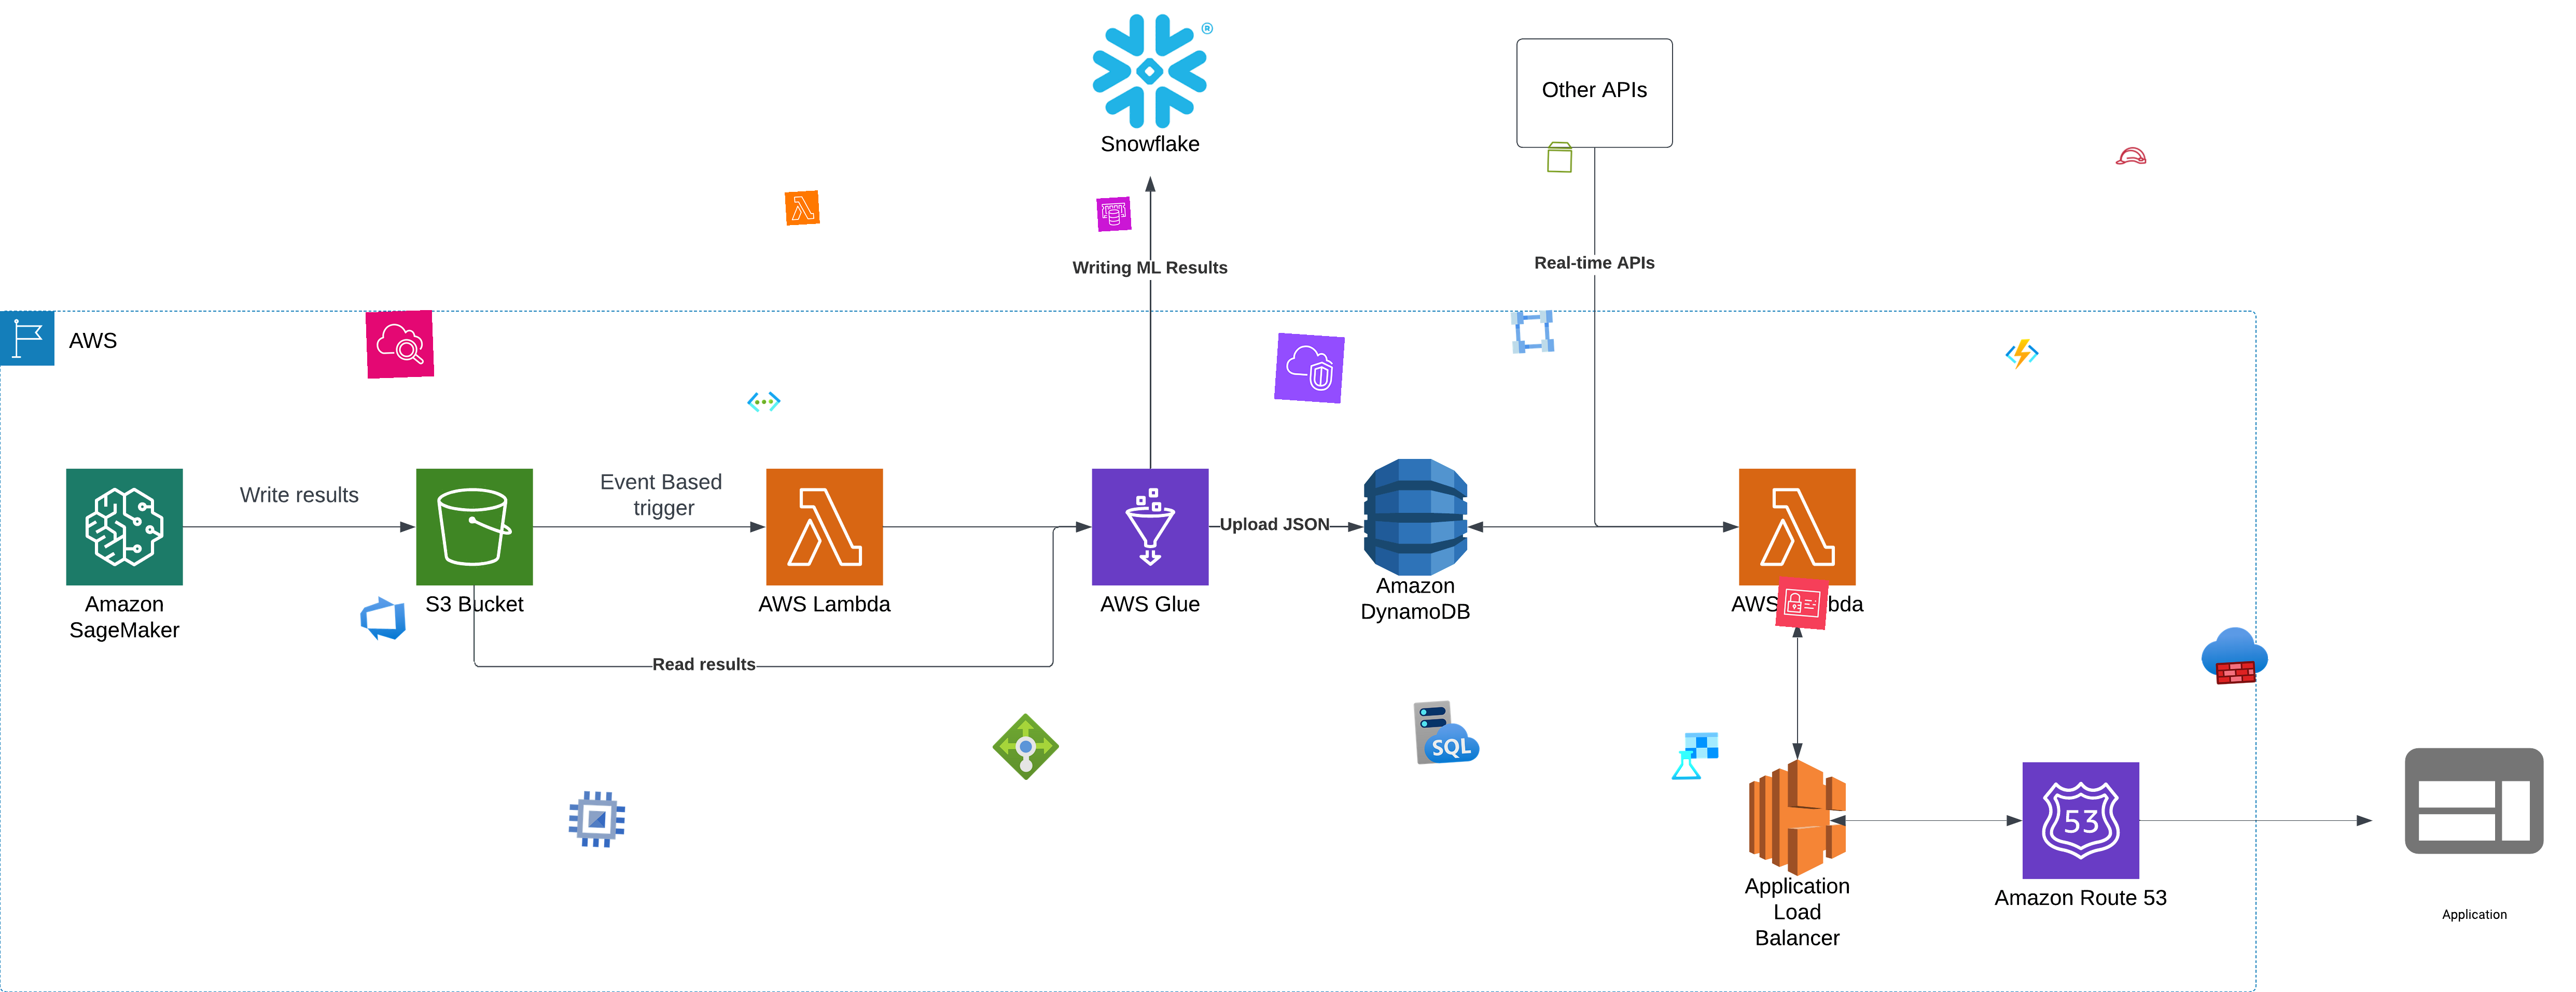 ®
Snowflake
Other APIs
Writing ML Results
Real-time APIs
AWS
Write results
Event Based
trigger
Upload JSON
Amazon
SageMaker
S3 Bucket
AWS Lambda
AWS Glue
Amazon
DynamoDB
AWS bda
Read results
SQL
53
Application
Load
Balancer
Amazon Route 53
Application